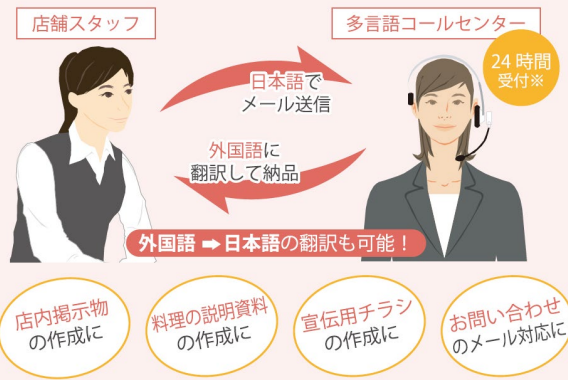 店舗スタッフ
多言語コールセンター
24時間
受付※
日本語で
メール送信
外国語に
翻訳して納品
外国語➡日本語の翻訳も可能！
店内掲示物
の作成に
料理の説明資料
の作成に
宣伝用チラシ
の作成に
お問い合わせ
のメール対応に